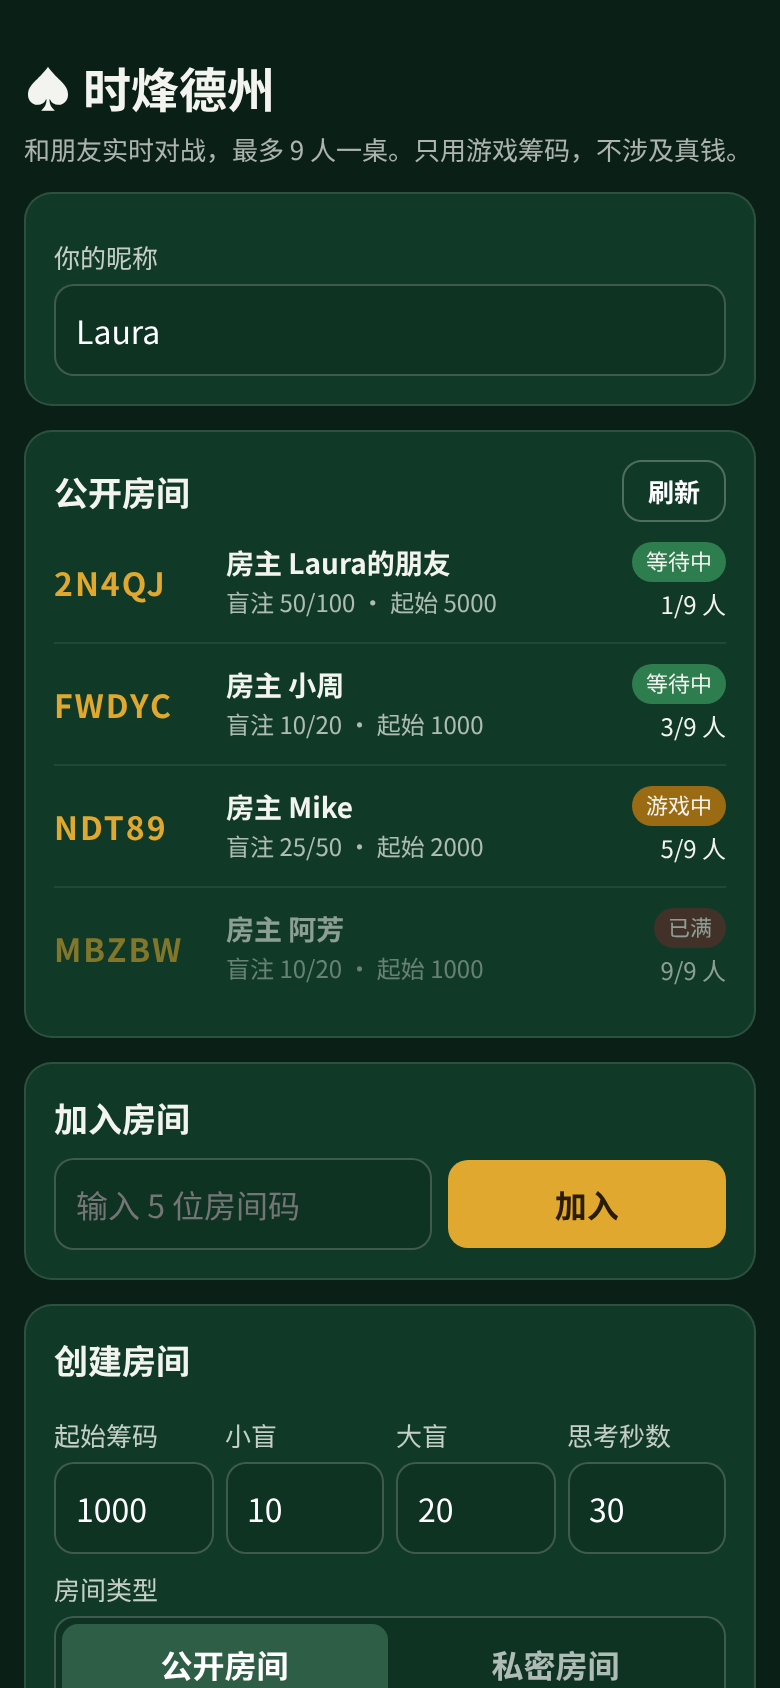 ♠ 时烽德州
和朋友实时对战，最多 9 人一桌。只用游戏筹码，不涉及真钱。
你的昵称
Laura
公开房间
刷新
2N4QJ
房主 Laura的朋友
盲注 50/100 · 起始 5000
等待中
1/9 人
FWDYC
房主 小周
盲注 10/20 · 起始 1000
等待中
3/9 人
NDT89
房主 Mike
盲注 25/50 · 起始 2000
游戏中
5/9 人
MBZBW
房主 阿芳
盲注 10/20 · 起始 1000
已满
9/9 人
加入房间
输入 5 位房间码
加入
创建房间
起始筹码 小盲 大盲 思考秒数
1000 10 20 30
房间类型
公开房间 私密房间